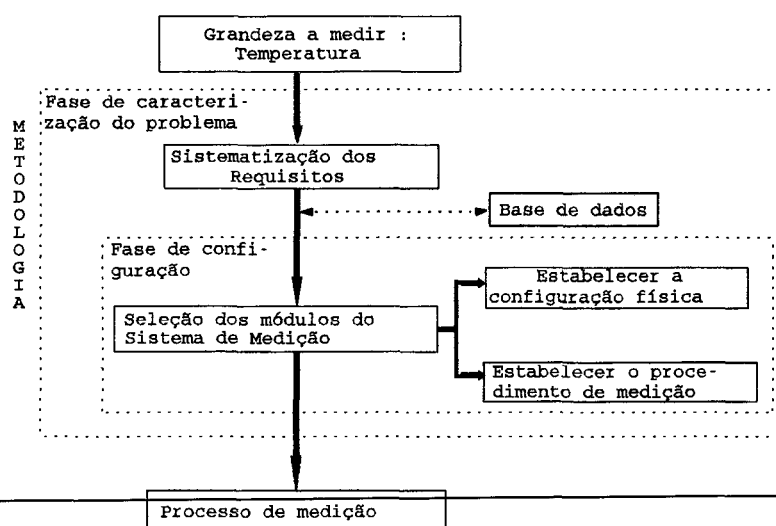 Grandeza a medir :
Temperatura
METODOLOGIA
Fase de caracteri-
zação do problema
Sistematização dos
Requisitos
Base de dados
Fase de confi-
guração
Estabelecer a
configuração física
Seleção dos módulos do
Sistema de Medição
Estabelecer o proce-
dimento de medição
Processo de medição